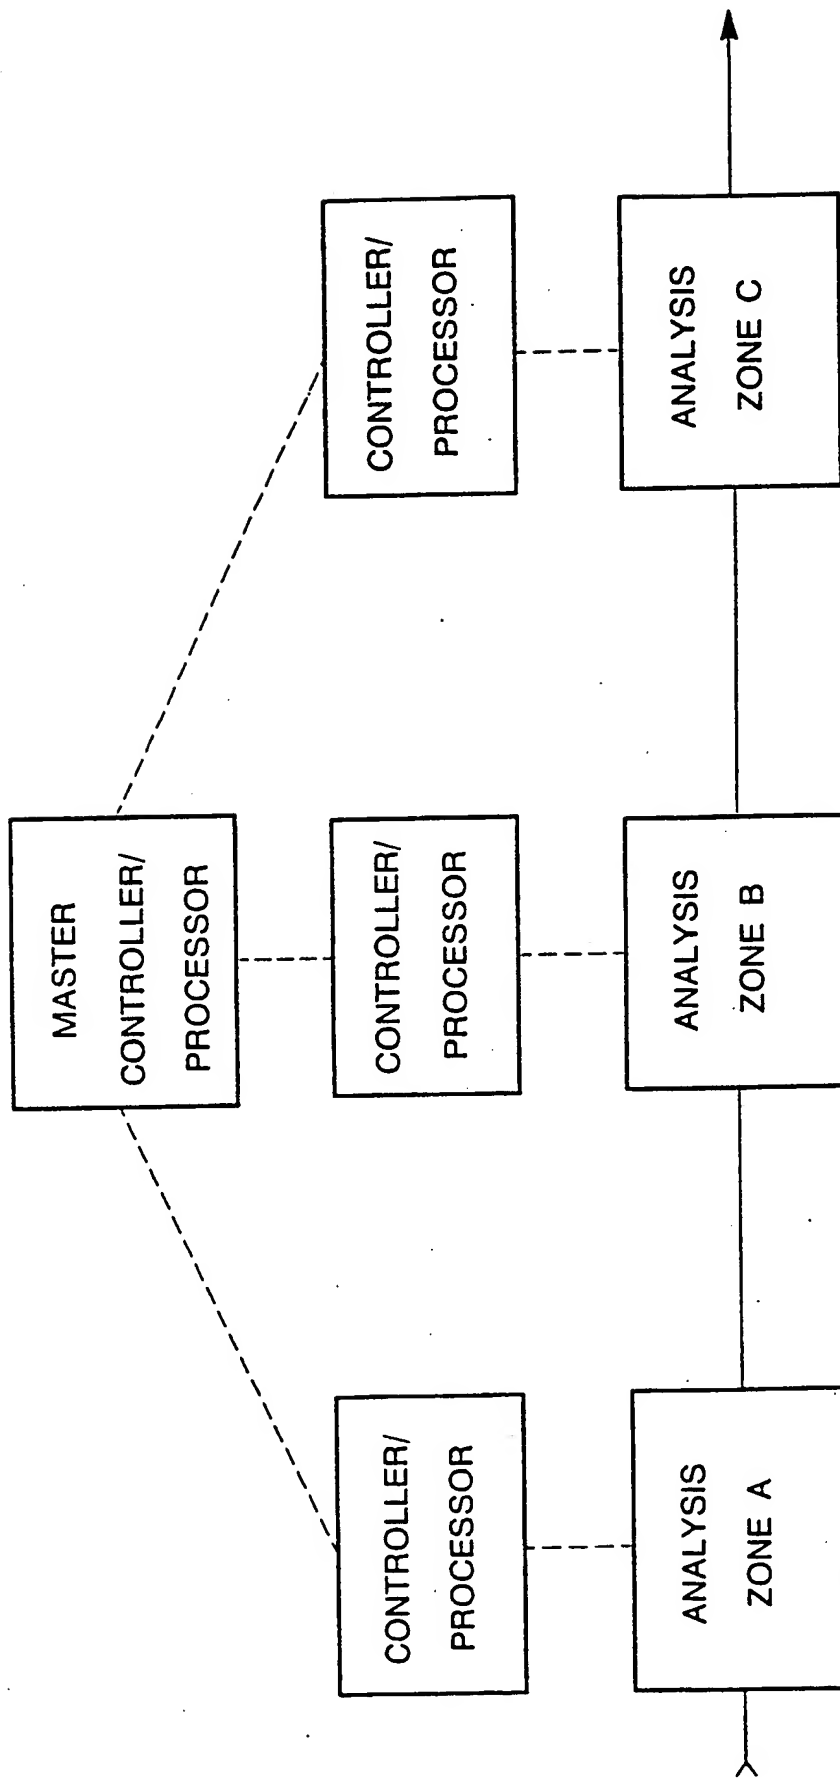 MASTER
CONTROLLER/
PROCESSOR
CONTROLLER/
PROCESSOR
CONTROLLER/
PROCESSOR
CONTROLLER/
PROCESSOR
ANALYSIS
ZONE A
ANALYSIS
ZONE B
ANALYSIS
ZONE C